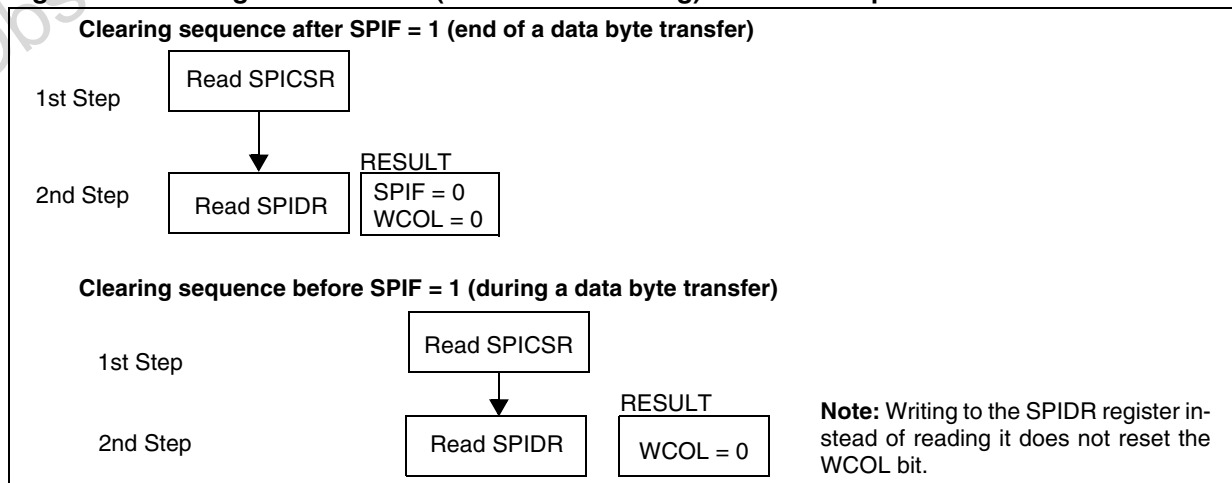 Clearing sequence after SPIF = 1 (end of a data byte transfer)
1st Step
Read SPICSR
RESULT
2nd Step
Read SPIDR
SPIF = 0
WCOL = 0
Clearing sequence before SPIF = 1 (during a data byte transfer)
1st Step
Read SPICSR
RESULT
2nd Step
Read SPIDR
WCOL = 0
Note: Writing to the SPIDR register in-
stead of reading it does not reset the
WCOL bit.